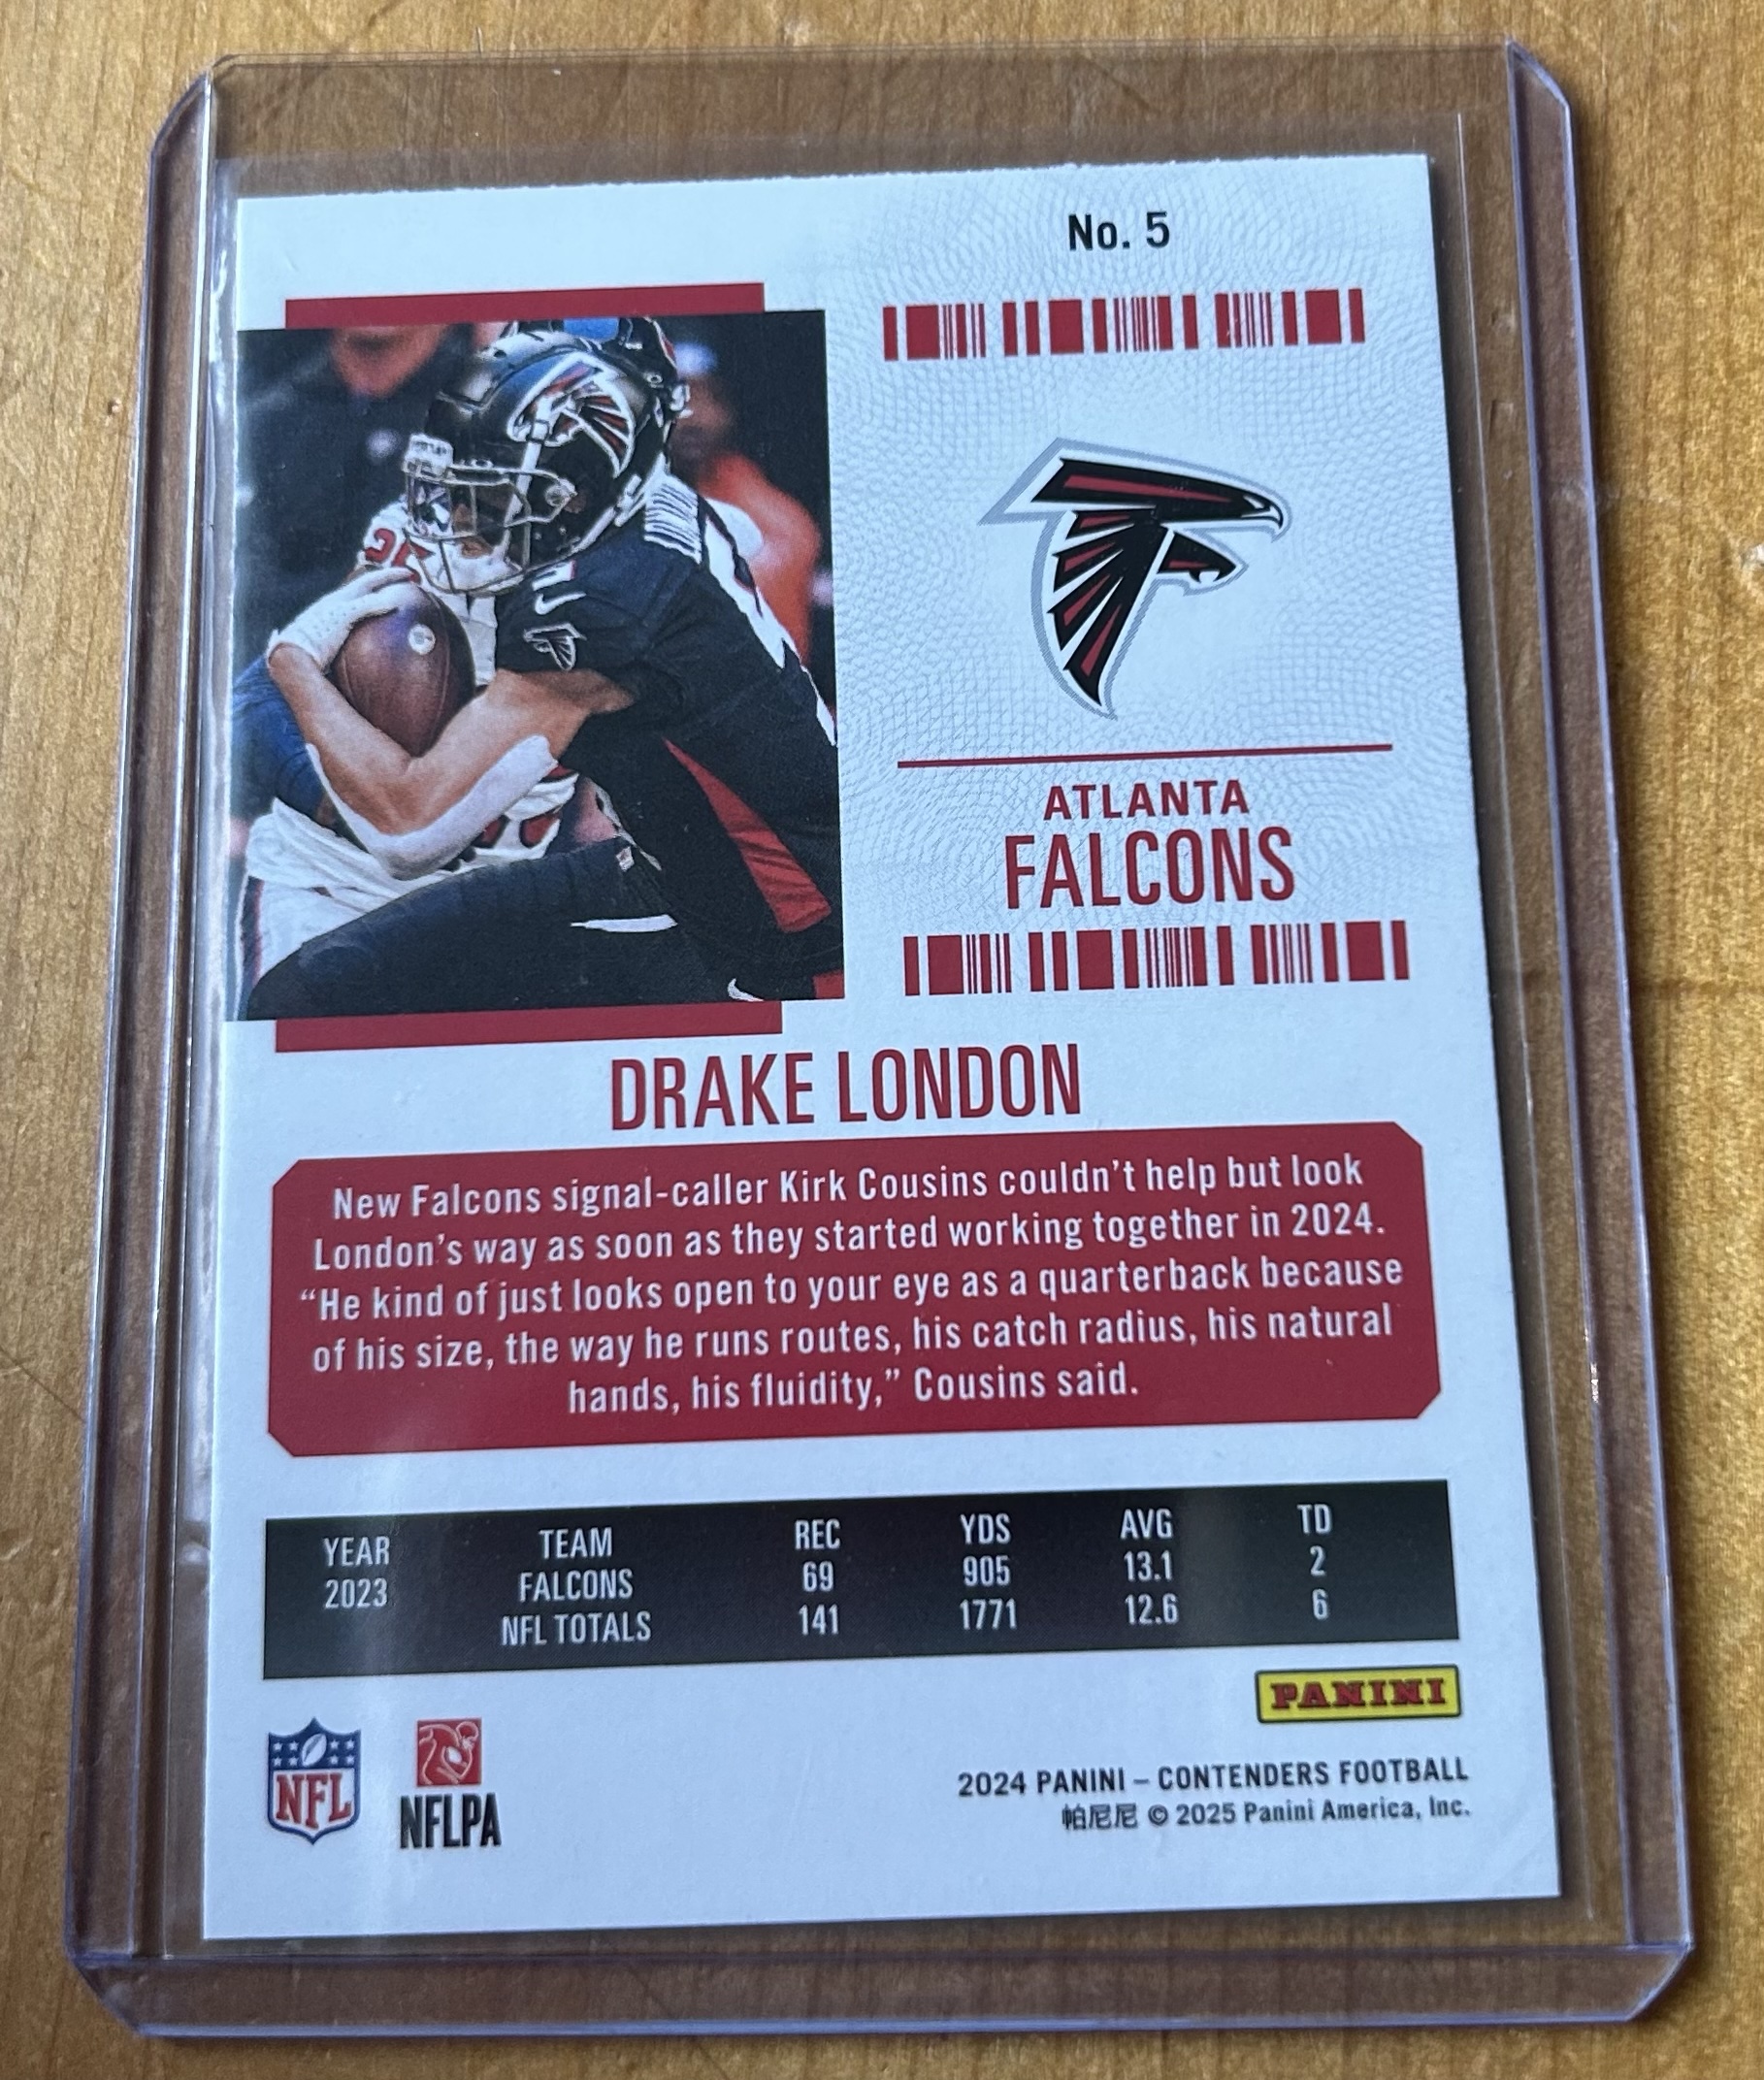 No. 5
ATLANTA
FALCONS
DRAKE LONDON
New Falcons signal-caller Kirk Cousins couldn't help but look
London's way as soon as they started working together in 2024.
“He kind of just looks open to your eye as a quarterback because
of his size, the way he runs routes, his catch radius, his natural
hands, his fluidity,” Cousins said.
YEAR TEAM REC YDS AVG TD
2023 FALCONS 69 905 13.1 2
NFL TOTALS 141 1771 12.6 6
PANINI
NFL
NFLPA
2024 PANINI – CONTENDERS FOOTBALL
帕尼尼 © 2025 Panini America, Inc.